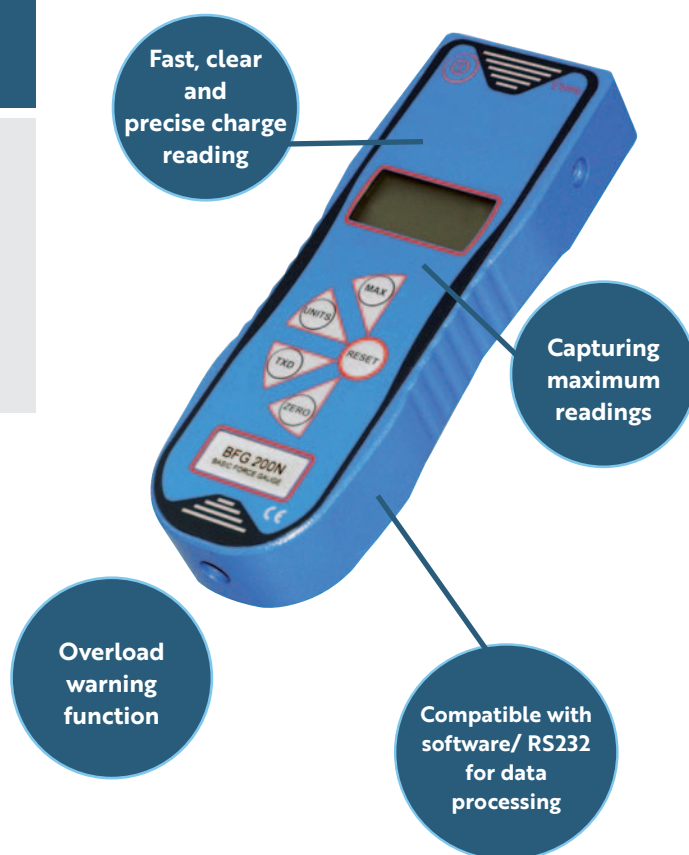 Fast, clear
and
precise charge
reading
MAX
UNITS
RESET
TXD
ZERO
BFG 200N
BASIC FORCE GAUGE
CE
Capturing
maximum
readings
Overload
warning
function
Compatible with
software/ RS232
for data
processing